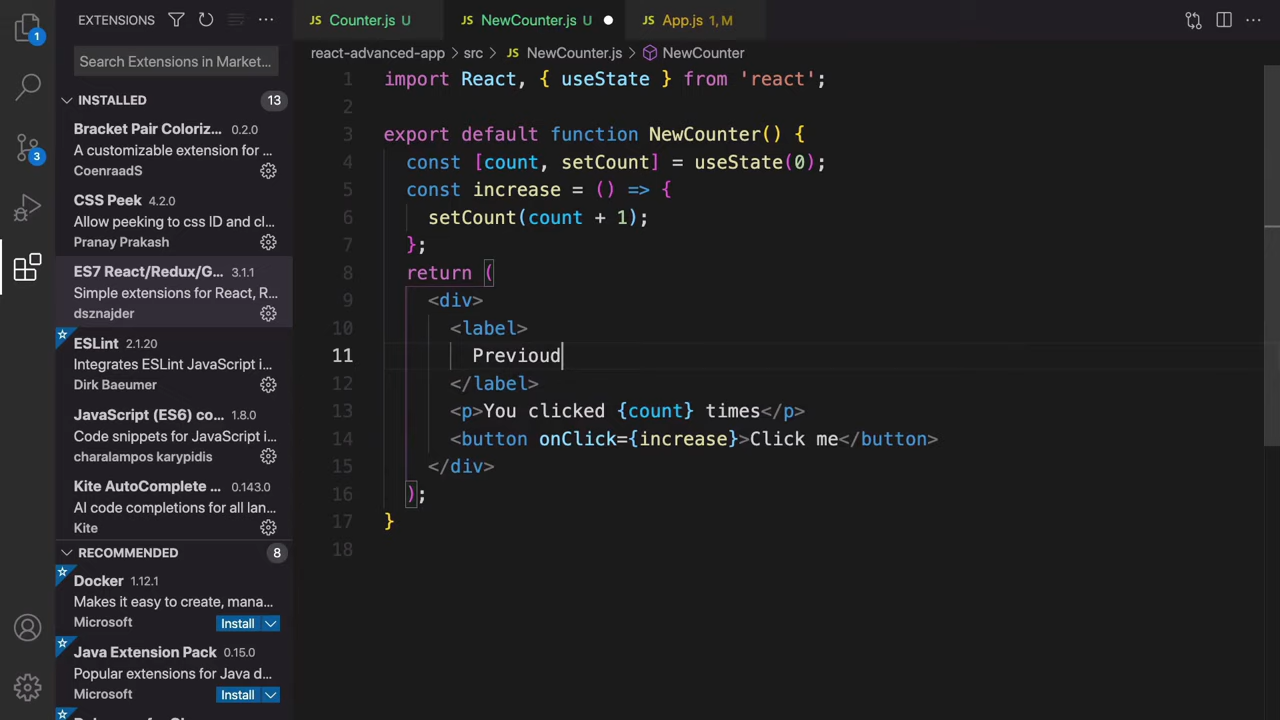 EXTENSIONS
Search Extensions in Market...
INSTALLED 13
Bracket Pair Coloriz... 0.2.0
A customizable extension for ...
CoenraadS
CSS Peek 4.2.0
Allow peeking to css ID and cl...
Pranay Prakash
ES7 React/Redux/G... 3.1.1
Simple extensions for React, R...
dsznajder
ESLint 2.1.20
Integrates ESLint JavaScript i...
Dirk Baeumer
JavaScript (ES6) co... 1.8.0
Code snippets for JavaScript i...
charalampos karypidis
Kite AutoComplete ... 0.143.0
AI code completions for all lan...
Kite
RECOMMENDED 8
Docker 1.12.1
Makes it easy to create, mana...
Microsoft Install
Java Extension Pack 0.15.0
Popular extensions for Java d...
Microsoft Install
1
3
JS Counter.js U JS NewCounter.js U JS App.js 1, M
react-advanced-app > src > JS NewCounter.js > NewCounter
1 import React, { useState } from 'react';
2
3 export default function NewCounter() {
4 const [count, setCount] = useState(0);
5 const increase = () => {
6 setCount(count + 1);
7 };
8 return (
9 <div>
10 <label>
11 Previoud
12 </label>
13 <p>You clicked {count} times</p>
14 <button onClick={increase}>Click me</button>
15 </div>
16 );
17 }
18